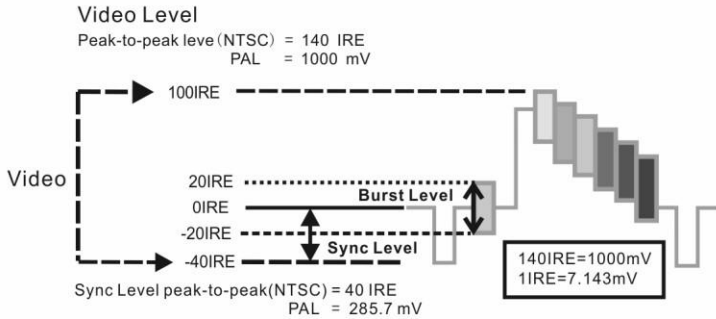 Video Level
Peak-to-peak leve(NTSC) = 140 IRE
PAL = 1000 mV
100IRE
Video
20IRE
Burst Level
0IRE
-20IRE
Sync Level
-40IRE
140IRE=1000mV
1IRE=7.143mV
Sync Level peak-to-peak(NTSC) = 40 IRE
PAL = 285.7 mV